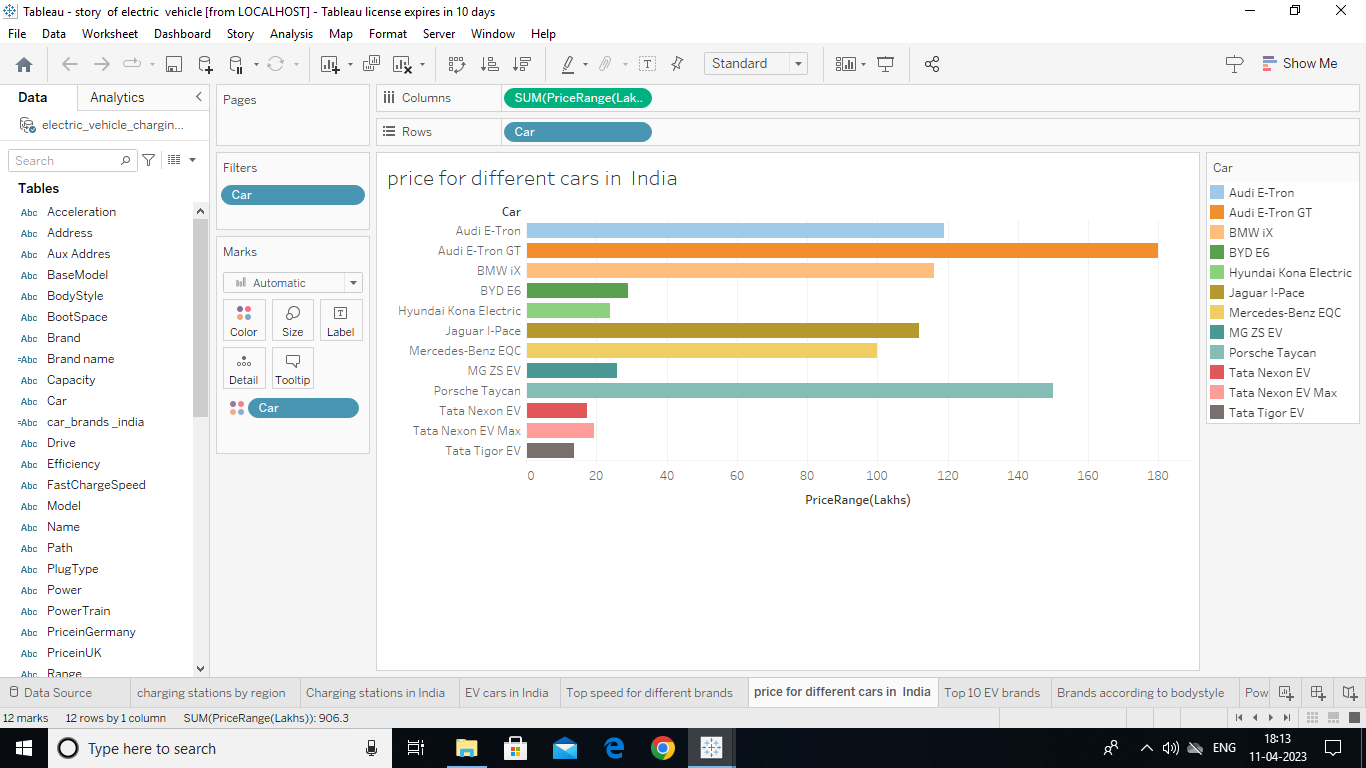 Tableau - story  of electric  vehicle [from LOCALHOST] - Tableau license expires in 10 days
File Data Worksheet Dashboard Story Analysis Map Format Server Window Help
Standard
Show Me
Data Analytics
electric_vehicle_chargin...
Search
Tables
Abc Acceleration
Abc Address
Abc Aux Addres
Abc BaseModel
Abc BodyStyle
Abc BootSpace
Abc Brand
=Abc Brand name
Abc Capacity
Abc Car
=Abc car_brands _india
Abc Drive
Abc Efficiency
Abc FastChargeSpeed
Abc Model
Abc Name
Abc Path
Abc PlugType
Abc Power
Abc PowerTrain
Abc PriceinGermany
Abc PriceinUK
Abc Range
Pages
Filters
Car
Marks
Automatic
Color Size Label
Detail Tooltip
Car
Columns SUM(PriceRange(Lak..
Rows Car
price for different cars in  India
Car
Audi E-Tron
Audi E-Tron GT
BMW iX
BYD E6
Hyundai Kona Electric
Jaguar I-Pace
Mercedes-Benz EQC
MG ZS EV
Porsche Taycan
Tata Nexon EV
Tata Nexon EV Max
Tata Tigor EV
0 20 40 60 80 100 120 140 160 180
PriceRange(Lakhs)
Car
Audi E-Tron
Audi E-Tron GT
BMW iX
BYD E6
Hyundai Kona Electric
Jaguar I-Pace
Mercedes-Benz EQC
MG ZS EV
Porsche Taycan
Tata Nexon EV
Tata Nexon EV Max
Tata Tigor EV
Data Source charging stations by region Charging stations in India EV cars in India Top speed for different brands price for different cars in  India Top 10 EV brands Brands according to bodystyle Pow
12 marks 12 rows by 1 column SUM(PriceRange(Lakhs)): 906.3
Type here to search
ENG
18:13
11-04-2023